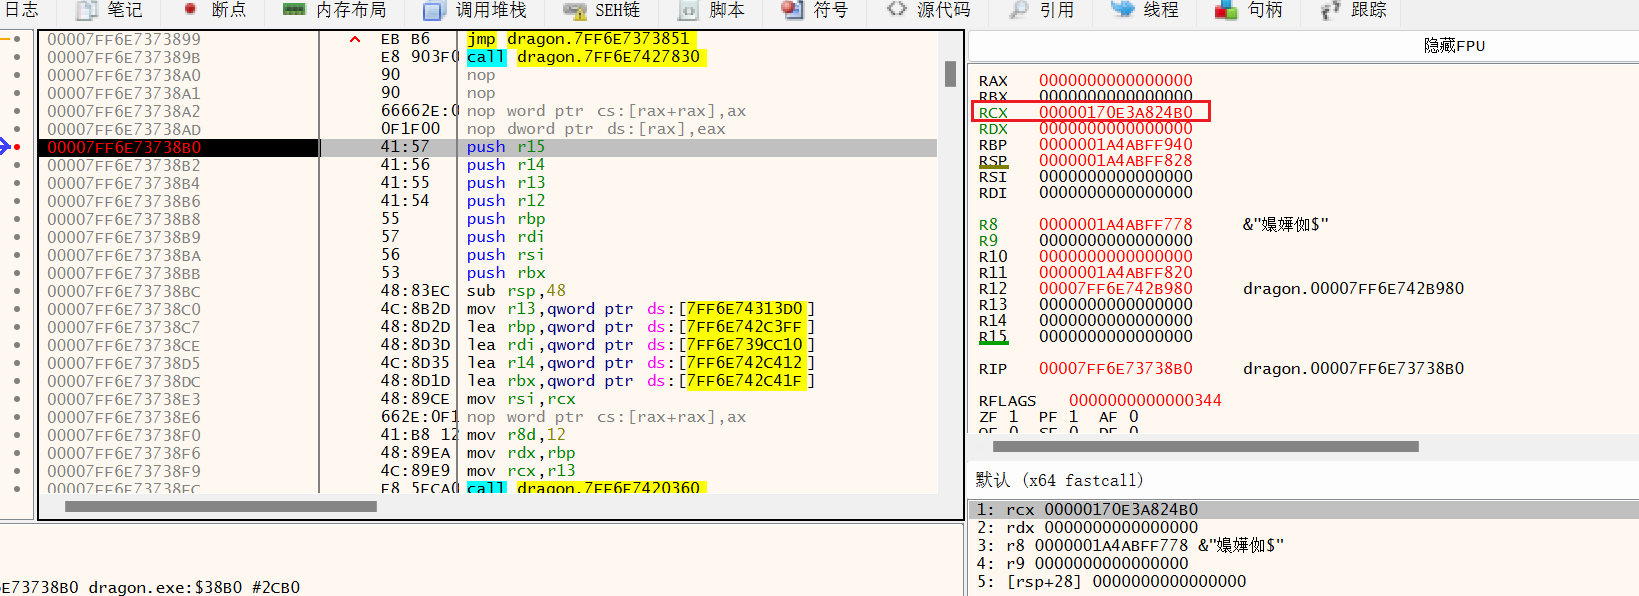 日志 笔记 断点 内存布局 调用堆栈 SEH链 脚本 符号 源代码 引用 线程 句柄 跟踪
00007FF6E7373899 EB B6 jmp dragon.7FF6E7373851
00007FF6E737389B E8 903F0 call dragon.7FF6E7427830
00007FF6E73738A0 90 nop
00007FF6E73738A1 90 nop
00007FF6E73738A2 66662E:0 nop word ptr cs:[rax+rax],ax
00007FF6E73738AD 0F1F00 nop dword ptr ds:[rax],eax
00007FF6E73738B0 41:57 push r15
00007FF6E73738B2 41:56 push r14
00007FF6E73738B4 41:55 push r13
00007FF6E73738B6 41:54 push r12
00007FF6E73738B8 55 push rbp
00007FF6E73738B9 57 push rdi
00007FF6E73738BA 56 push rsi
00007FF6E73738BB 53 push rbx
00007FF6E73738BC 48:83EC sub rsp,48
00007FF6E73738C0 4C:8B2D mov r13,qword ptr ds:[7FF6E74313D0]
00007FF6E73738C7 48:8D2D lea rbp,qword ptr ds:[7FF6E742C3FF]
00007FF6E73738CE 48:8D3D lea rdi,qword ptr ds:[7FF6E739CC10]
00007FF6E73738D5 4C:8D35 lea r14,qword ptr ds:[7FF6E742C412]
00007FF6E73738DC 48:8D1D lea rbx,qword ptr ds:[7FF6E742C41F]
00007FF6E73738E3 48:89CE mov rsi,rcx
00007FF6E73738E6 662E:0F1 nop word ptr cs:[rax+rax],ax
00007FF6E73738F0 41:B8 12 mov r8d,12
00007FF6E73738F6 48:89EA mov rdx,rbp
00007FF6E73738F9 4C:89E9 mov rcx,r13
00007FF6E73738FC E8 5FCA0 call dragon.7FF6E7420360
6E73738B0 dragon.exe:$38B0 #2CB0
隐藏FPU
RAX 0000000000000000
RBX 0000000000000000
RCX 00000170E3A824B0
RDX 0000000000000000
RBP 0000001A4ABFF940
RSP 0000001A4ABFF828
RSI 0000000000000000
RDI 0000000000000000
R8 0000001A4ABFF778 &"嬶嬅伽$"
R9 0000000000000000
R10 0000000000000000
R11 0000001A4ABFF820
R12 00007FF6E742B980 dragon.00007FF6E742B980
R13 0000000000000000
R14 0000000000000000
R15 0000000000000000
RIP 00007FF6E73738B0 dragon.00007FF6E73738B0
RFLAGS 0000000000000344
ZF 1 PF 1 AF 0
OF 0 SF 0 DF 0
默认 (x64 fastcall)
1: rcx 00000170E3A824B0
2: rdx 0000000000000000
3: r8 0000001A4ABFF778 &"嬶嬅伽$"
4: r9 0000000000000000
5: [rsp+28] 0000000000000000